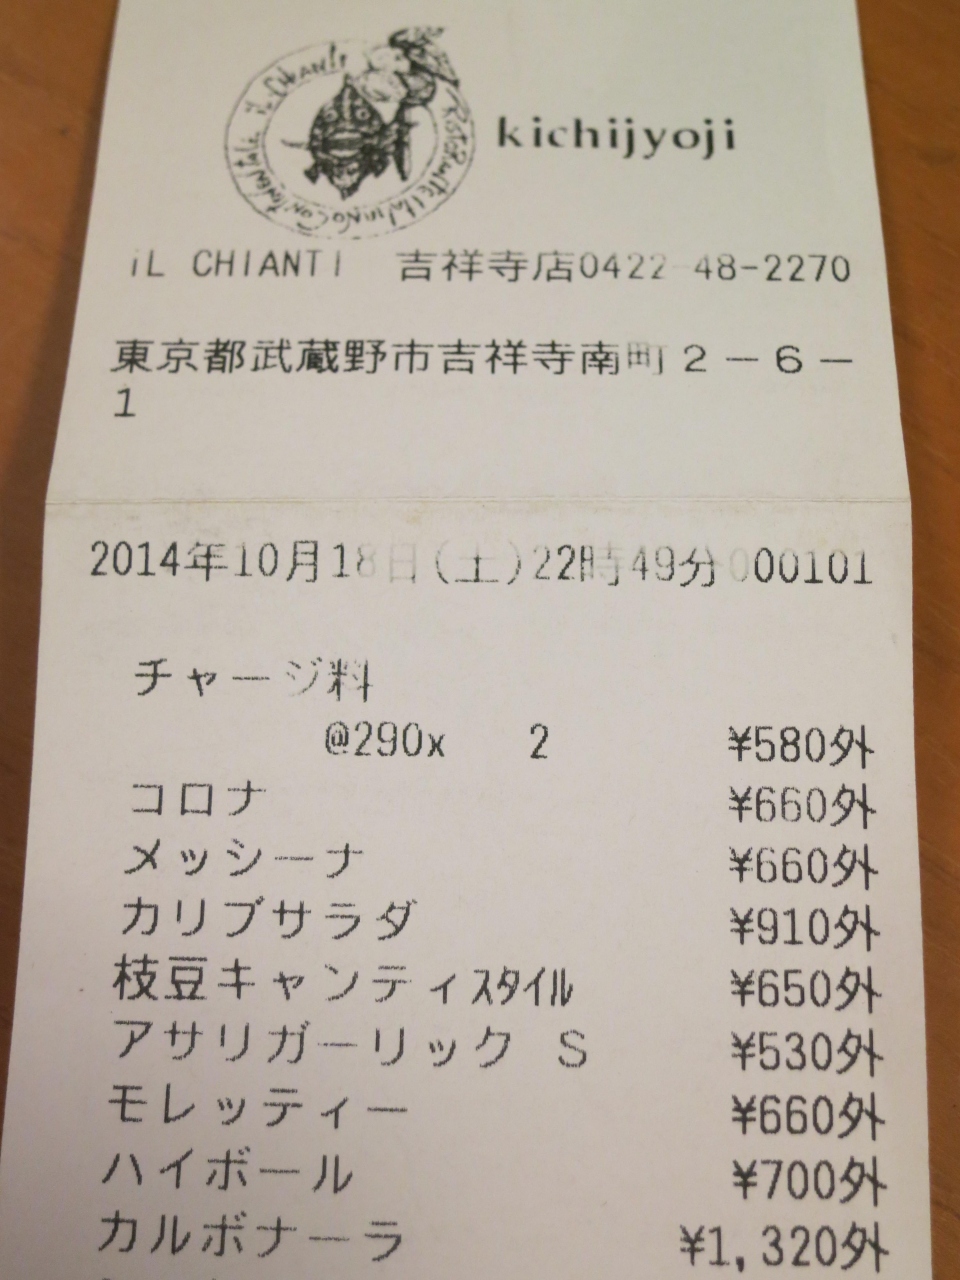 iL CHIANTI
Ristorante Italiano Continentale
kichijyoji
iL CHIANTI 吉祥寺店0422-48-2270
東京都武蔵野市吉祥寺南町2-6-
1
2014年10月18日(土)22時49分 000101
チャージ料
@290x 2 ¥580外
コロナ ¥660外
メッシーナ ¥660外
カリブサラダ ¥910外
枝豆キャンティスタイル ¥650外
アサリガーリック S ¥530外
モレッティー ¥660外
ハイボール ¥700外
カルボナーラ ¥1,320外